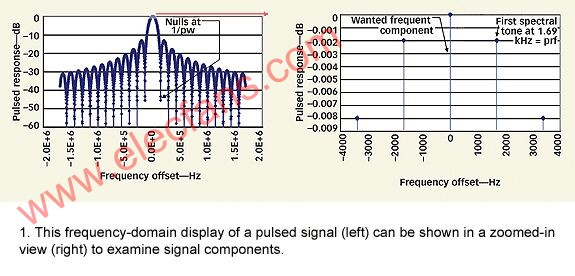 0
−10
−20
−30
−40
−50
−60
Pulsed response—dB
Nulls at
1/pw
−2.0E+6
−1.5E+6
−1.0E+6
−5.0E+5
0.0E+0
5.0E+5
1.0E+6
1.5E+6
2.0E+6
Frequency offset—Hz
0
−0.001
−0.002
−0.003
−0.004
−0.005
−0.006
−0.007
−0.008
−0.009
Pulsed response—dB
Wanted frequent
component
First spectral
tone at 1.69
kHz = prf
−4000
−3000
−2000
−1000
0
1000
2000
3000
4000
Frequency offset—Hz
www.elecfans.com
1. This frequency-domain display of a pulsed signal (left) can be shown in a zoomed-in
view (right) to examine signal components.